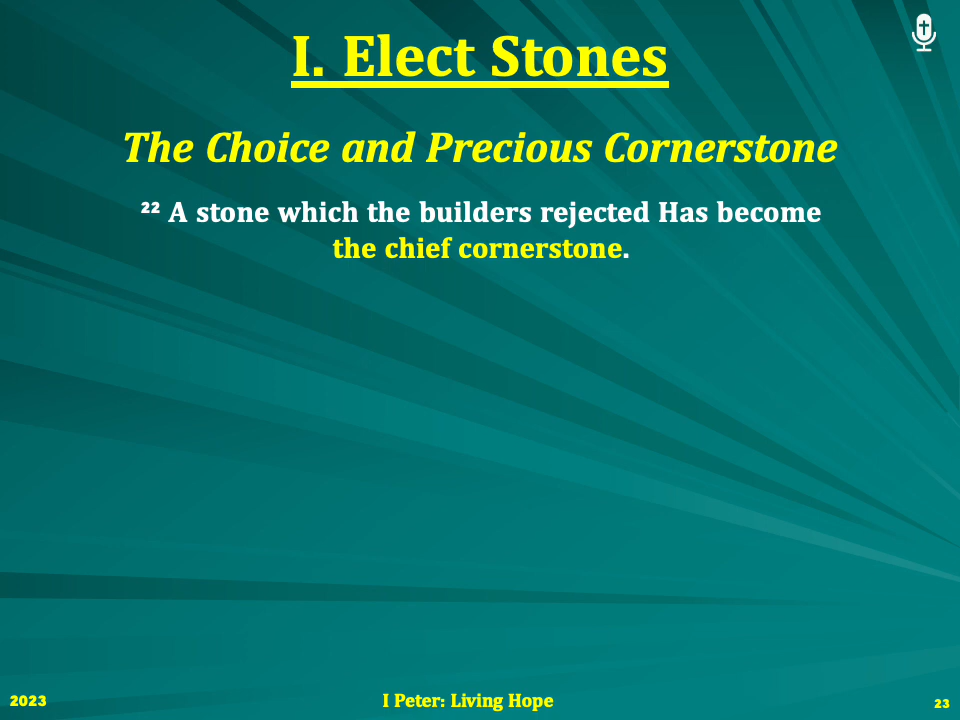 I. Elect Stones
The Choice and Precious Cornerstone
²² A stone which the builders rejected Has become
the chief cornerstone.
2023
I Peter: Living Hope
23